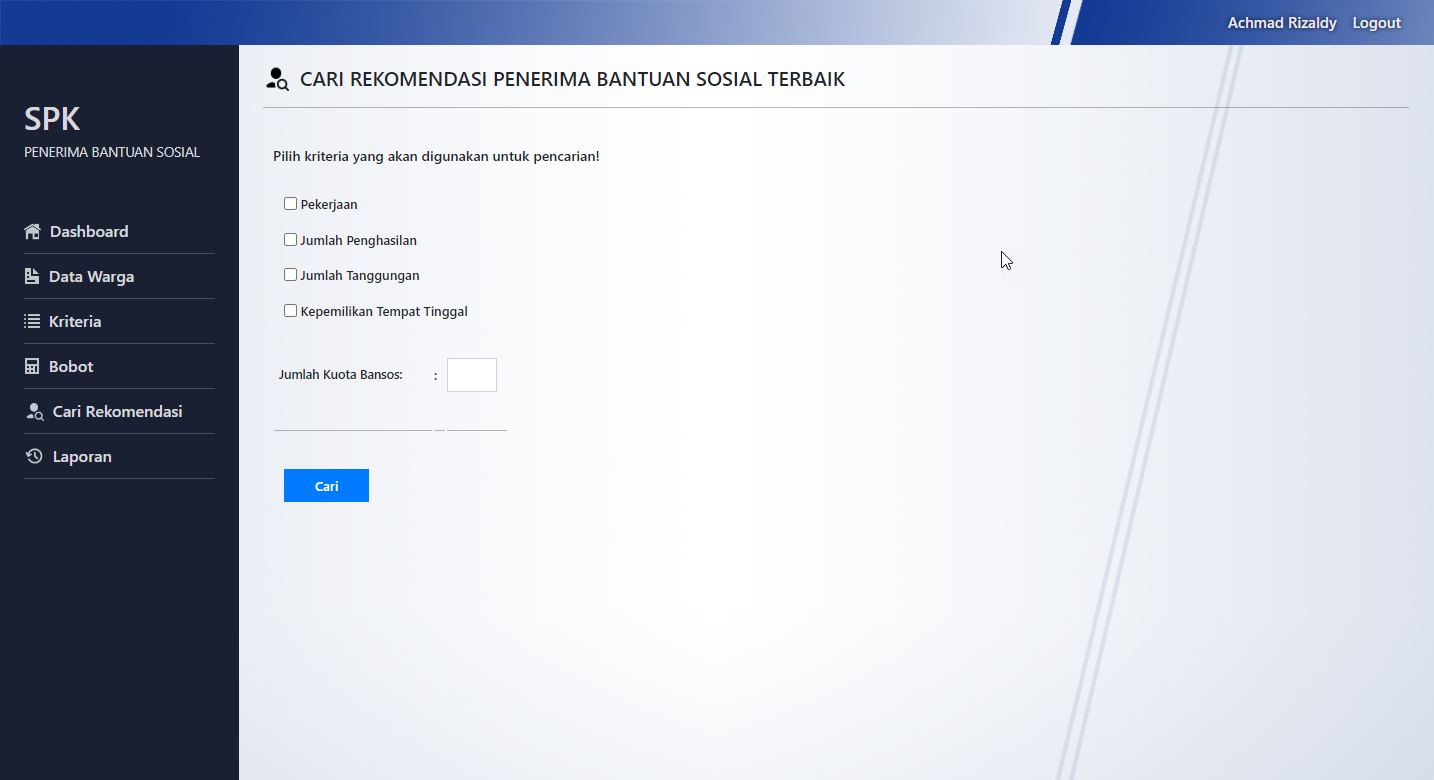 Achmad Rizaldy Logout
SPK
PENERIMA BANTUAN SOSIAL
Dashboard
Data Warga
Kriteria
Bobot
Cari Rekomendasi
Laporan
CARI REKOMENDASI PENERIMA BANTUAN SOSIAL TERBAIK
Pilih kriteria yang akan digunakan untuk pencarian!
Pekerjaan
Jumlah Penghasilan
Jumlah Tanggungan
Kepemilikan Tempat Tinggal
Jumlah Kuota Bansos: :
Cari